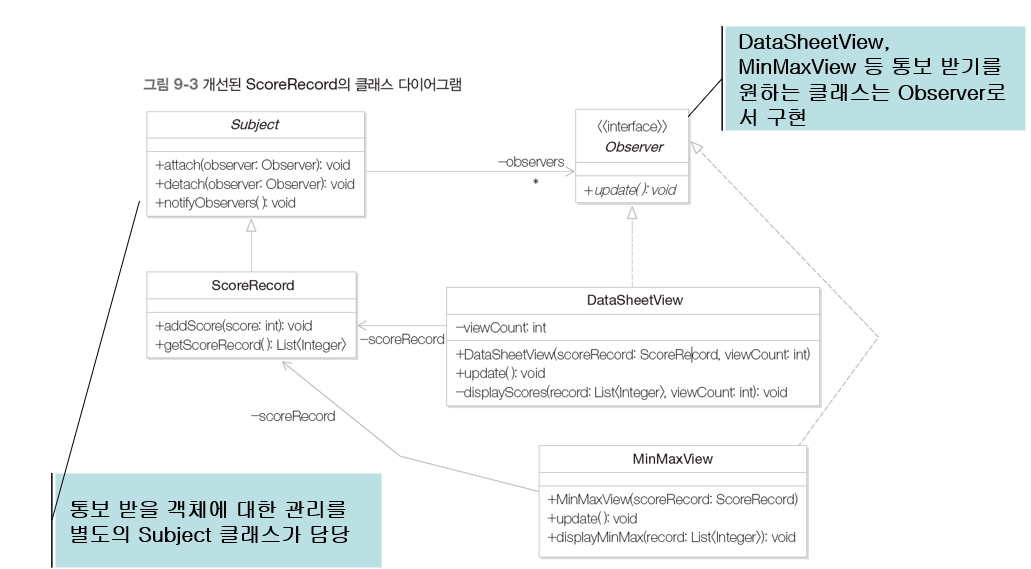 DataSheetView,
MinMaxView 등 통보 받기를
원하는 클래스는 Observer로
서 구현
그림 9-3 개선된 ScoreRecord의 클래스 다이어그램
Subject
+attach(observer: Observer): void
+detach(observer: Observer): void
+notifyObservers( ): void
-observers
*
《interface》
Observer
+update( ): void
ScoreRecord
+addScore(score: int): void
+getScoreRecord( ): List〈Integer〉
-scoreRecord
DataSheetView
-viewCount: int
+DataSheetView(scoreRecord: ScoreRecord, viewCount: int)
+update( ): void
-displayScores(record: List〈Integer〉, viewCount: int): void
-scoreRecord
MinMaxView
+MinMaxView(scoreRecord: ScoreRecord)
+update( ): void
+displayMinMax(record: List〈Integer〉): void
통보 받을 객체에 대한 관리를
별도의 Subject 클래스가 담당